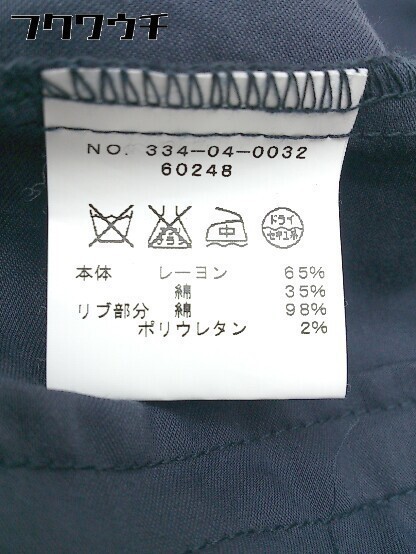 フクワウチ
NO. 334-04-0032
60248
中 ドライ
セキユ系
本体 レーヨン 65%
綿 35%
リブ部分 綿 98%
ポリウレタン 2%